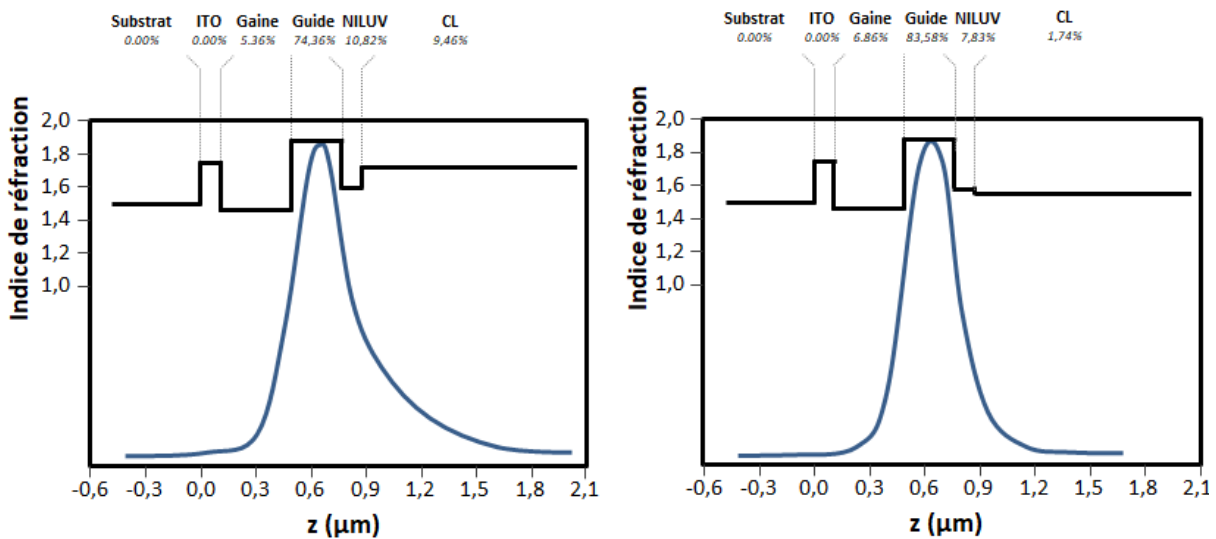 Substrat ITO Gaine Guide NILUV CL
0.00% 0.00% 5.36% 74,36% 10,82% 9,46%
Indice de réfraction
2,0
1,8
1,6
1,4
1,2
1,0
-0,6 -0,3 0,0 0,3 0,6 0,9 1,2 1,5 1,8 2,1
z (µm)
Substrat ITO Gaine Guide NILUV CL
0.00% 0.00% 6.86% 83,58% 7,83% 1,74%
Indice de réfraction
2,0
1,8
1,6
1,4
1,2
1,0
-0,6 -0,3 0,0 0,3 0,6 0,9 1,2 1,5 1,8 2,1
z (µm)